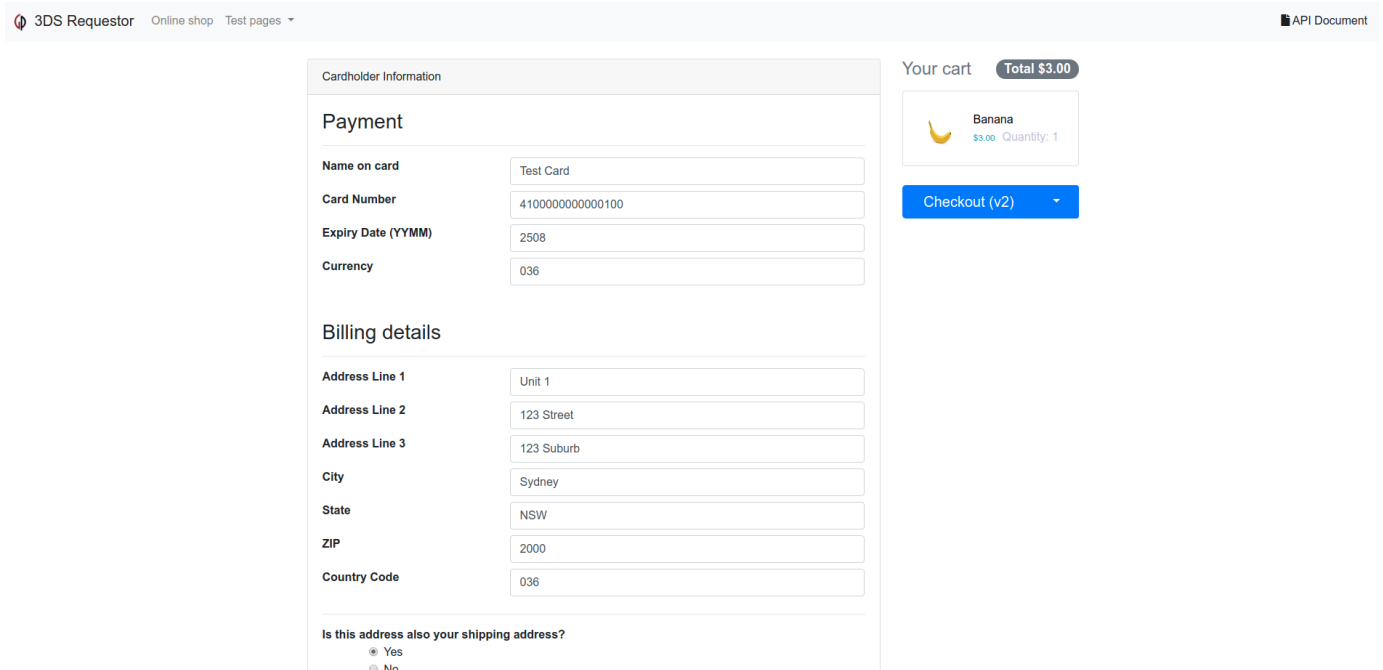 3DS Requestor Online shop Test pages API Document
Cardholder Information
Payment
Name on card Test Card
Card Number 4100000000000100
Expiry Date (YYMM) 2508
Currency 036
Billing details
Address Line 1 Unit 1
Address Line 2 123 Street
Address Line 3 123 Suburb
City Sydney
State NSW
ZIP 2000
Country Code 036
Is this address also your shipping address?
Yes
No
Your cart Total $3.00
Banana
$3.00 Quantity: 1
Checkout (v2)